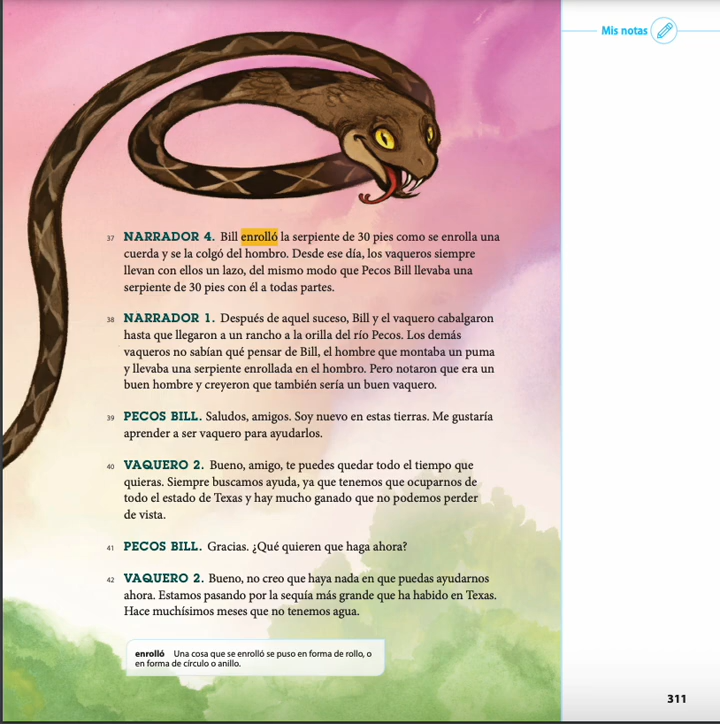 Mis notas
37 NARRADOR 4. Bill enrolló la serpiente de 30 pies como se enrolla una
cuerda y se la colgó del hombro. Desde ese día, los vaqueros siempre
llevan con ellos un lazo, del mismo modo que Pecos Bill llevaba una
serpiente de 30 pies con él a todas partes.
38 NARRADOR 1. Después de aquel suceso, Bill y el vaquero cabalgaron
hasta que llegaron a un rancho a la orilla del río Pecos. Los demás
vaqueros no sabían qué pensar de Bill, el hombre que montaba un puma
y llevaba una serpiente enrollada en el hombro. Pero notaron que era un
buen hombre y creyeron que también sería un buen vaquero.
39 PECOS BILL. Saludos, amigos. Soy nuevo en estas tierras. Me gustaría
aprender a ser vaquero para ayudarlos.
40 VAQUERO 2. Bueno, amigo, te puedes quedar todo el tiempo que
quieras. Siempre buscamos ayuda, ya que tenemos que ocuparnos de
todo el estado de Texas y hay mucho ganado que no podemos perder
de vista.
41 PECOS BILL. Gracias. ¿Qué quieren que haga ahora?
42 VAQUERO 2. Bueno, no creo que haya nada en que puedas ayudarnos
ahora. Estamos pasando por la sequía más grande que ha habido en Texas.
Hace muchísimos meses que no tenemos agua.
enrolló Una cosa que se enrolló se puso en forma de rollo, o
en forma de círculo o anillo.
311